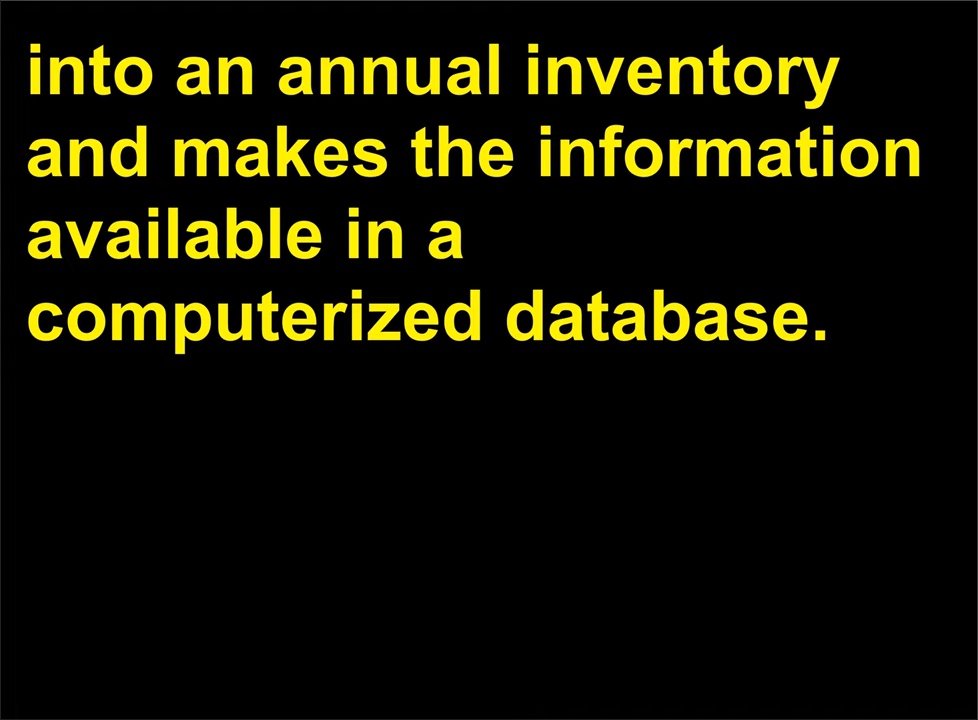 into an annual inventory
and makes the information
available in a
computerized database.